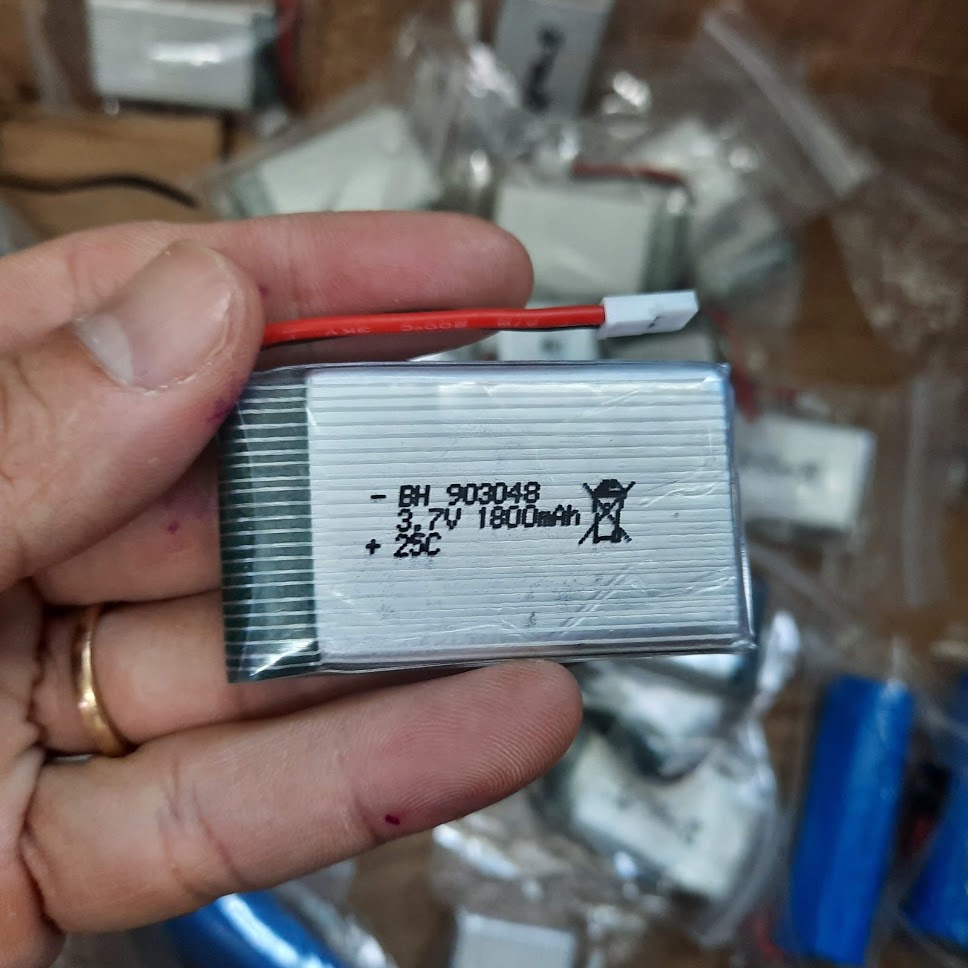 - BH 903048
3.7V 1800mAh
+ 25C